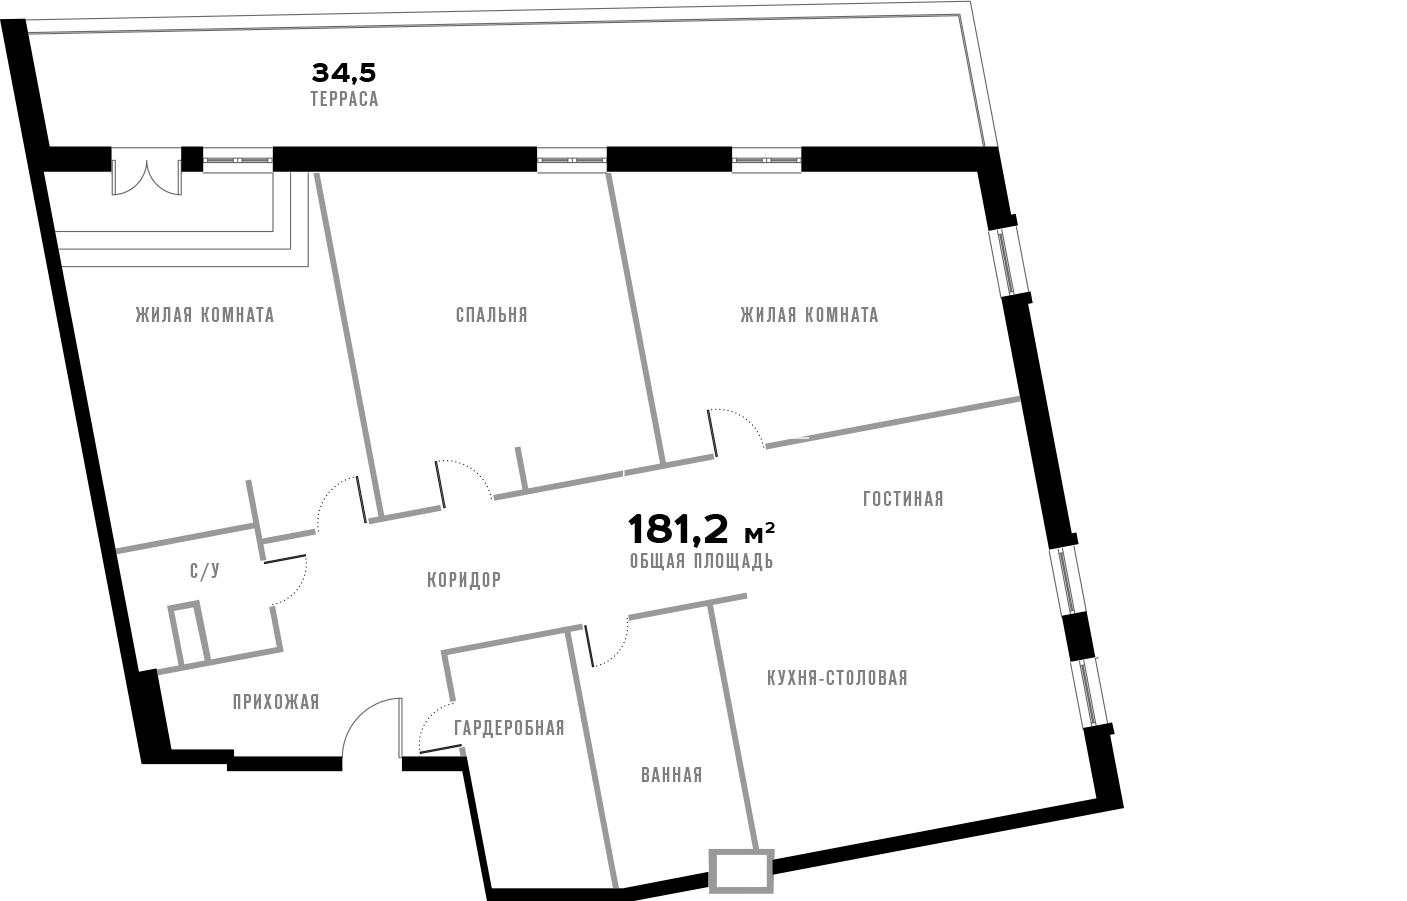 34,5
ТЕРРАСА
ЖИЛАЯ КОМНАТА
СПАЛЬНЯ
ЖИЛАЯ КОМНАТА
ГОСТИНАЯ
181,2 м²
ОБЩАЯ ПЛОЩАДЬ
С/У
КОРИДОР
КУХНЯ-СТОЛОВАЯ
ПРИХОЖАЯ
ГАРДЕРОБНАЯ
ВАННАЯ